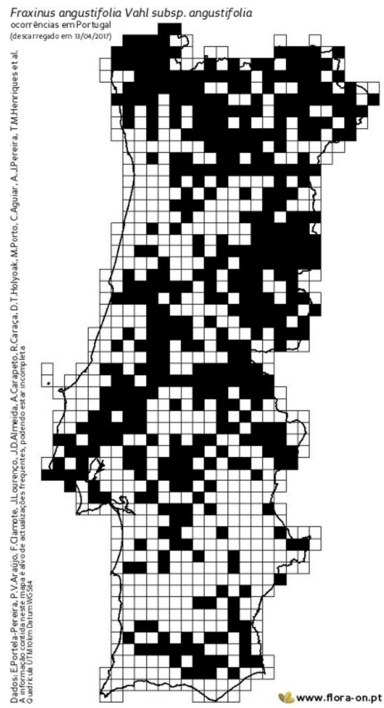 Fraxinus angustifolia Vahl subsp. angustifolia
ocorrências em Portugal
(descarregado em 13/04/2017)
Dados: E.Portela-Pereira, P.V.Araújo, F.Clamote, J.Lourenço, J.D.Almeida, A.Carapeto, R.Caraça, D.T.Holyoak, M.Porto, C.Aguiar, A.J.Pereira, T.M.Henriques et al.
A informação contida neste mapa é alvo de actualizações frequentes, podendo estar incompleta
Quadrícula UTM 10km Datum WGS84
www.flora-on.pt